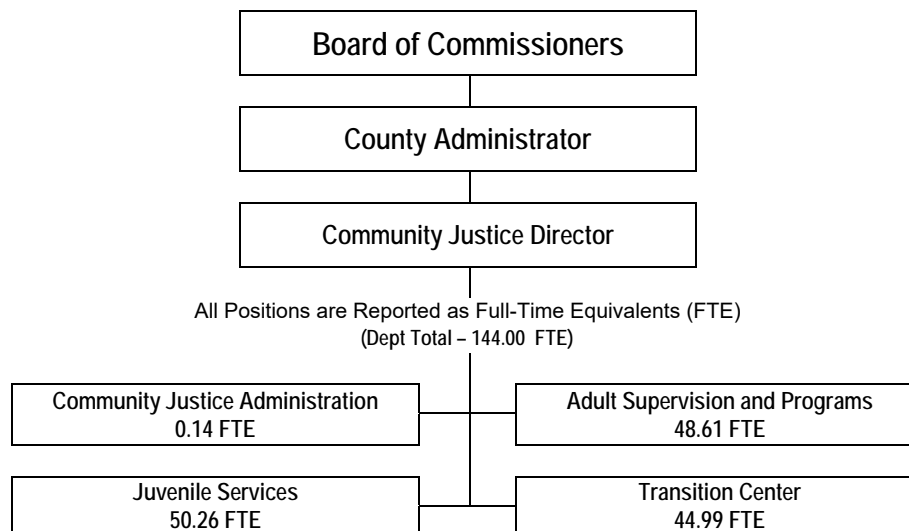 Board of Commissioners
County Administrator
Community Justice Director
All Positions are Reported as Full-Time Equivalents (FTE)
(Dept Total – 144.00 FTE)
Community Justice Administration
0.14 FTE
Adult Supervision and Programs
48.61 FTE
Juvenile Services
50.26 FTE
Transition Center
44.99 FTE